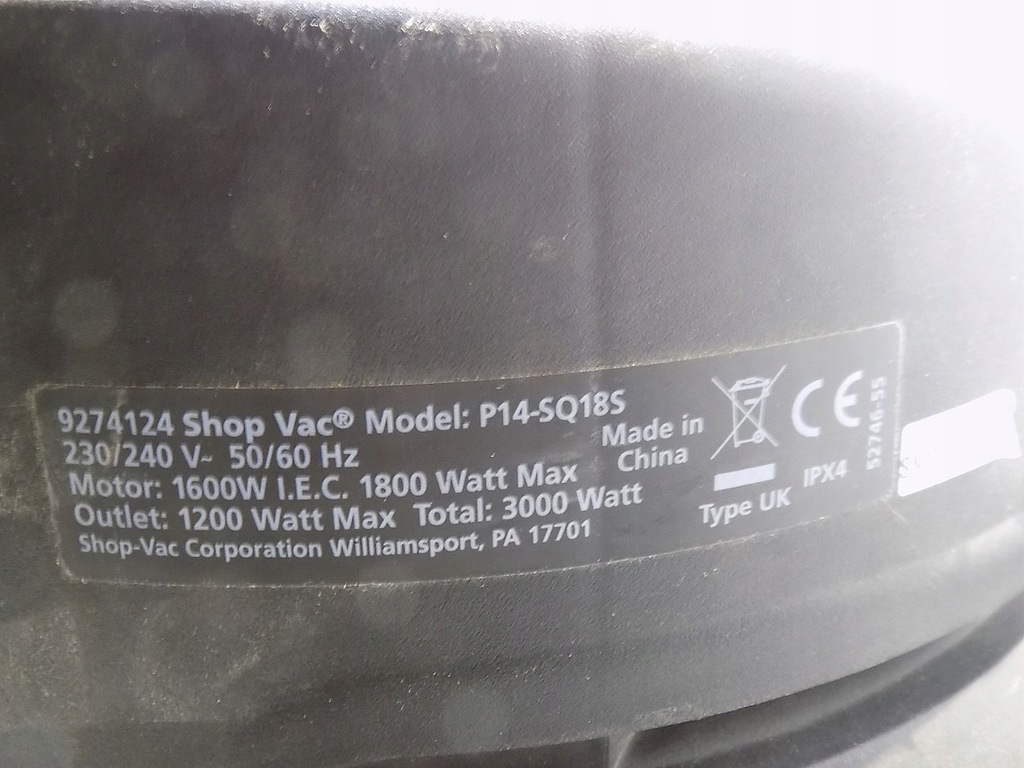 9274124 Shop Vac® Model: P14-SQ18S
230/240 V~ 50/60 Hz
Motor: 1600W I.E.C. 1800 Watt Max
Outlet: 1200 Watt Max Total: 3000 Watt
Shop-Vac Corporation Williamsport, PA 17701
Made in
China
Type UK
CE
IPX4
52746-55